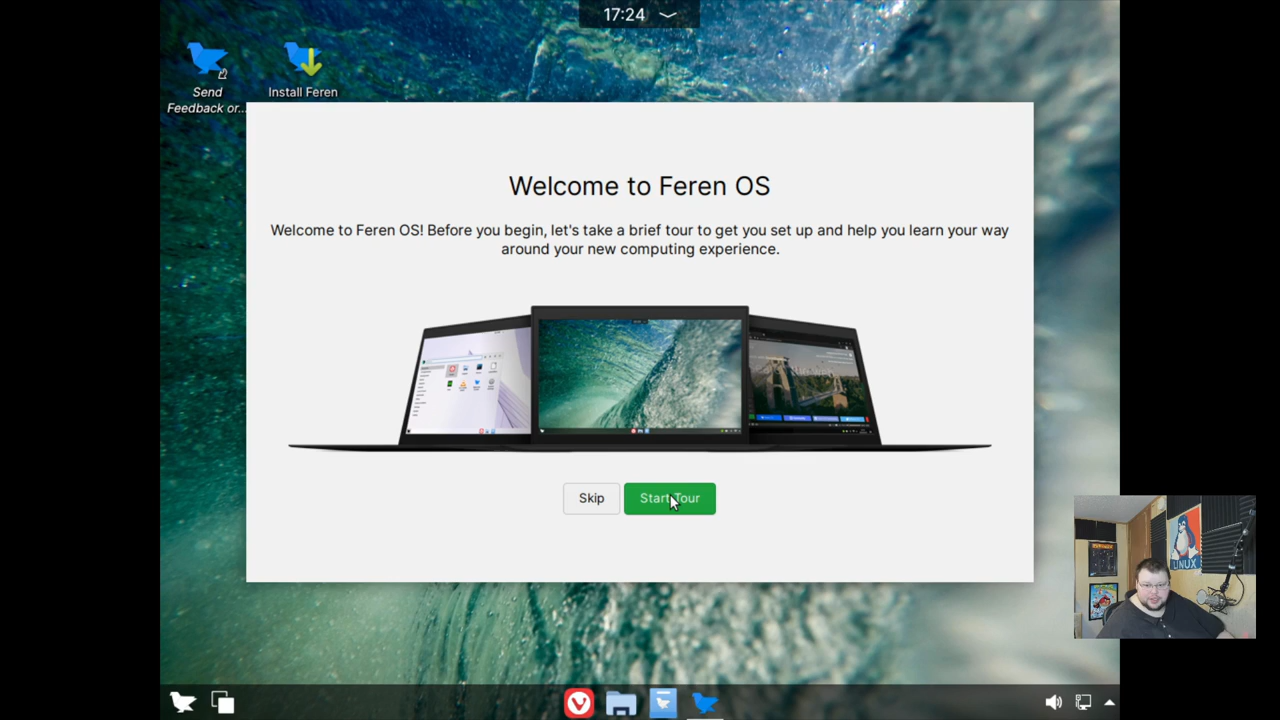 17:24
Send
Feedback or...
Install Feren
Welcome to Feren OS
Welcome to Feren OS! Before you begin, let's take a brief tour to get you set up and help you learn your way
around your new computing experience.
Skip
Start Tour
LINUX